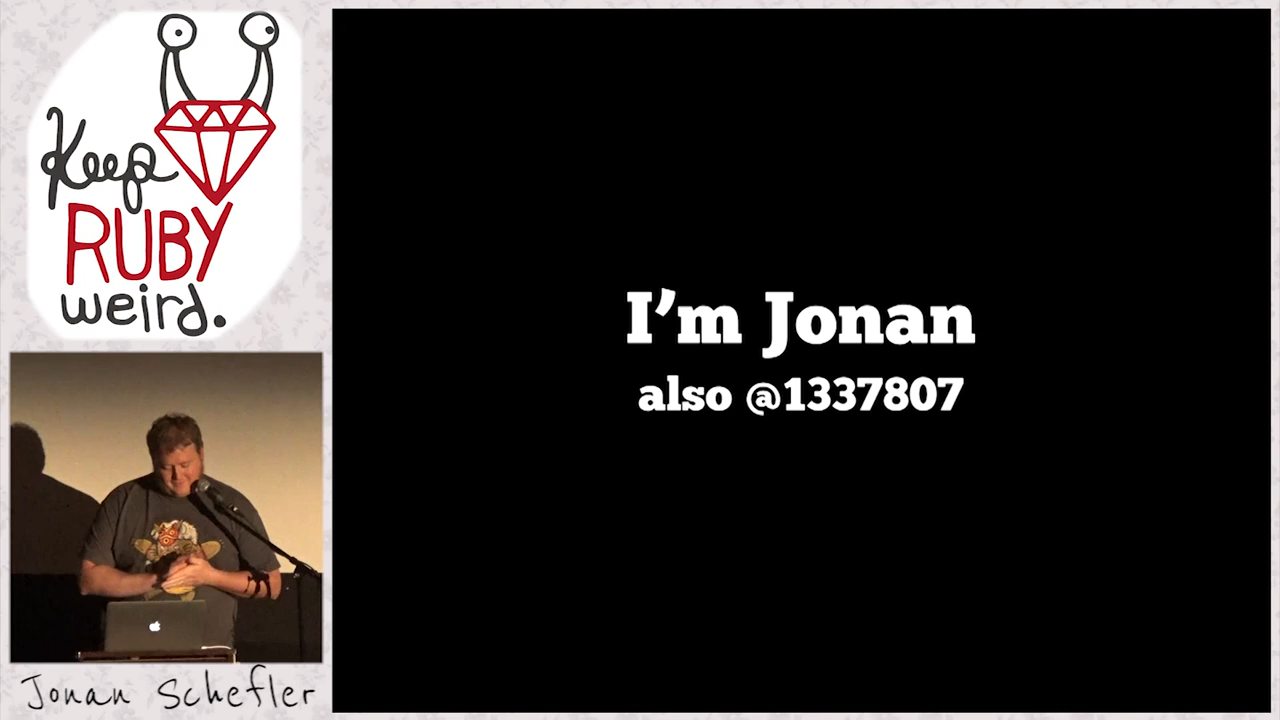 Keep
RUBY
weird.
Jonan Schefler
I'm Jonan
also @1337807